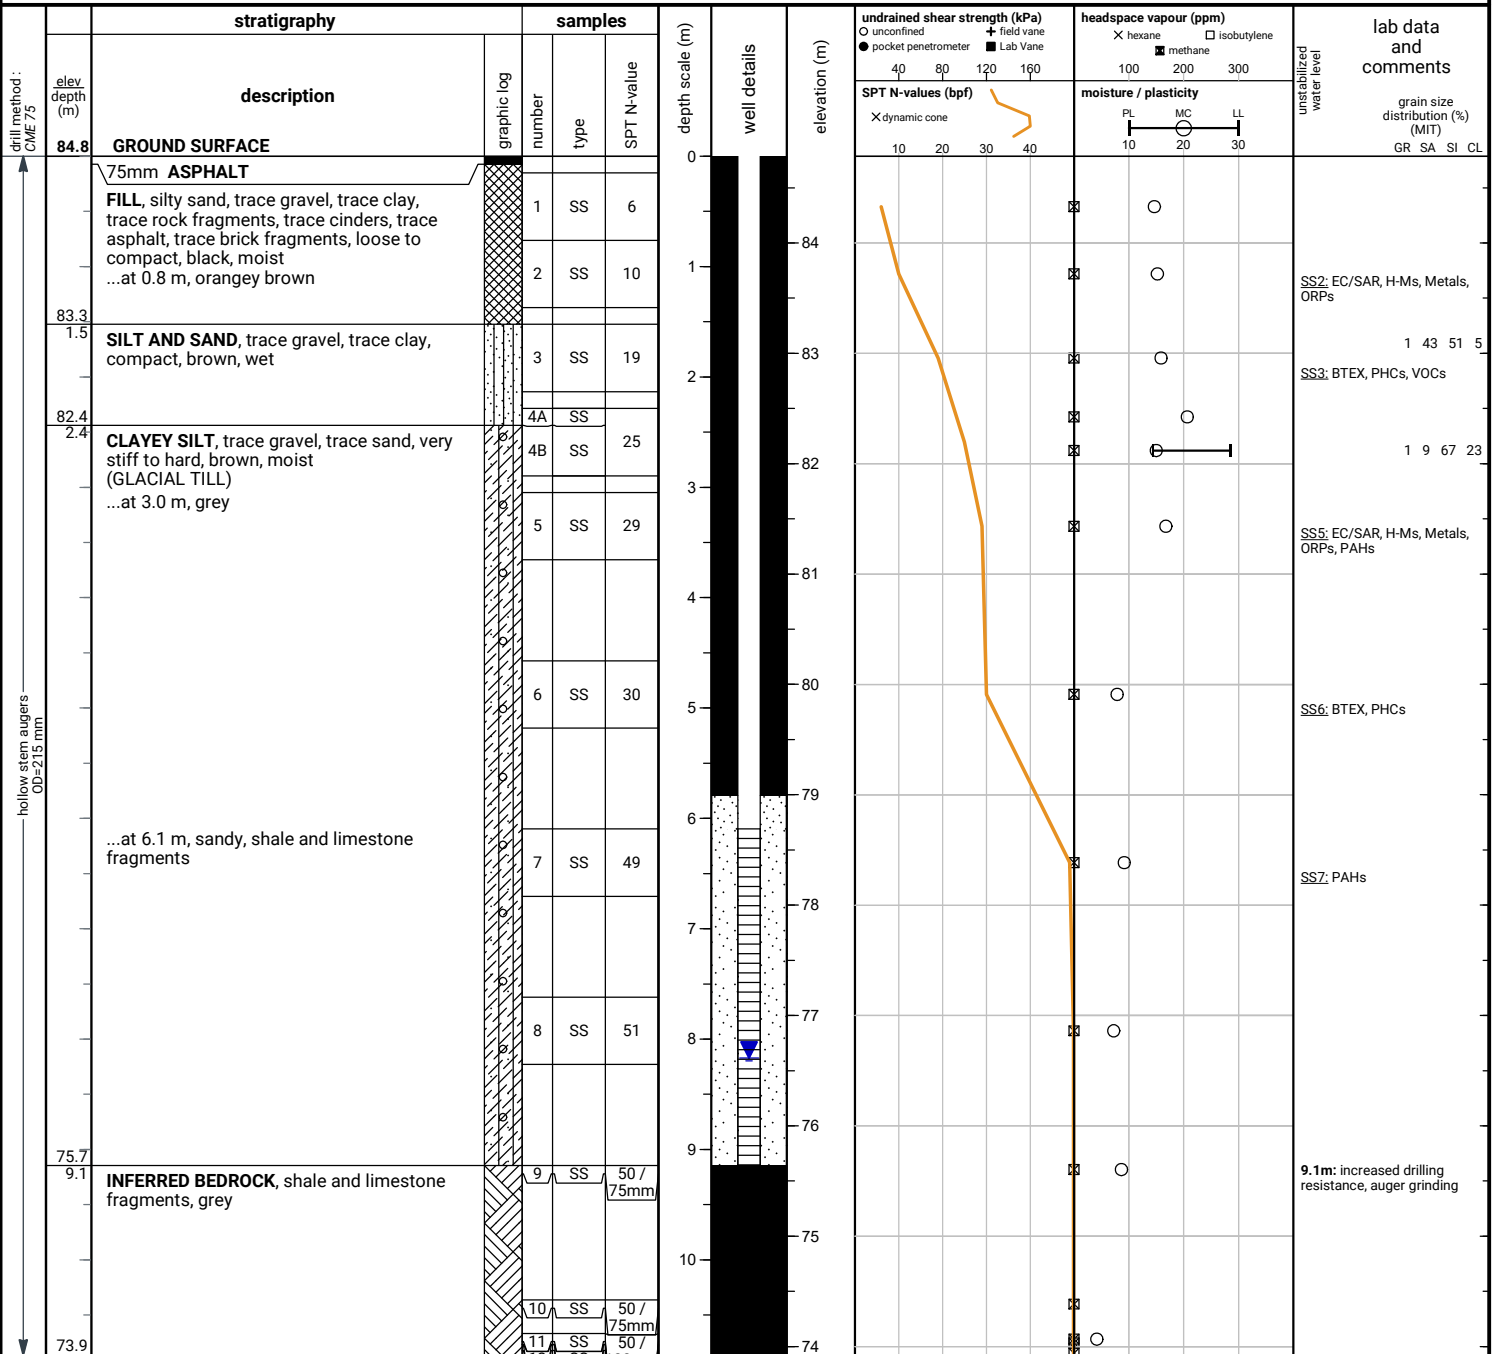 drill method :
CME 75
stratigraphy
elev
depth
(m)
description
graphic log
84.8 GROUND SURFACE
samples
number
type
SPT N-value
depth scale (m)
well details
elevation (m)
undrained shear strength (kPa)
unconfined
field vane
pocket penetrometer
Lab Vane
40 80 120 160
SPT N-values (bpf)
dynamic cone
10 20 30 40
headspace vapour (ppm)
hexane
isobutylene
methane
100 200 300
moisture / plasticity
PL MC LL
10 20 30
unstabilized
water level
lab data
and
comments
grain size
distribution (%)
(MIT)
GR SA SI CL
hollow stem augers
OD=215 mm
75mm ASPHALT
FILL, silty sand, trace gravel, trace clay,
trace rock fragments, trace cinders, trace
asphalt, trace brick fragments, loose to
compact, black, moist
...at 0.8 m, orangey brown
83.3
1.5
SILT AND SAND, trace gravel, trace clay,
compact, brown, wet
82.4
2.4
CLAYEY SILT, trace gravel, trace sand, very
stiff to hard, brown, moist
(GLACIAL TILL)
...at 3.0 m, grey
...at 6.1 m, sandy, shale and limestone
fragments
75.7
9.1
INFERRED BEDROCK, shale and limestone
fragments, grey
73.9
1 SS 6
2 SS 10
3 SS 19
4A SS
4B SS 25
5 SS 29
6 SS 30
7 SS 49
8 SS 51
9 SS 50 /
75mm
10 SS 50 /
75mm
11 SS 50 /
0
1
2
3
4
5
6
7
8
9
10
84
83
82
81
80
79
78
77
76
75
74
SS2: EC/SAR, H-Ms, Metals,
ORPs
1 43 51 5
SS3: BTEX, PHCs, VOCs
1 9 67 23
SS5: EC/SAR, H-Ms, Metals,
ORPs, PAHs
SS6: BTEX, PHCs
SS7: PAHs
9.1m: increased drilling
resistance, auger grinding